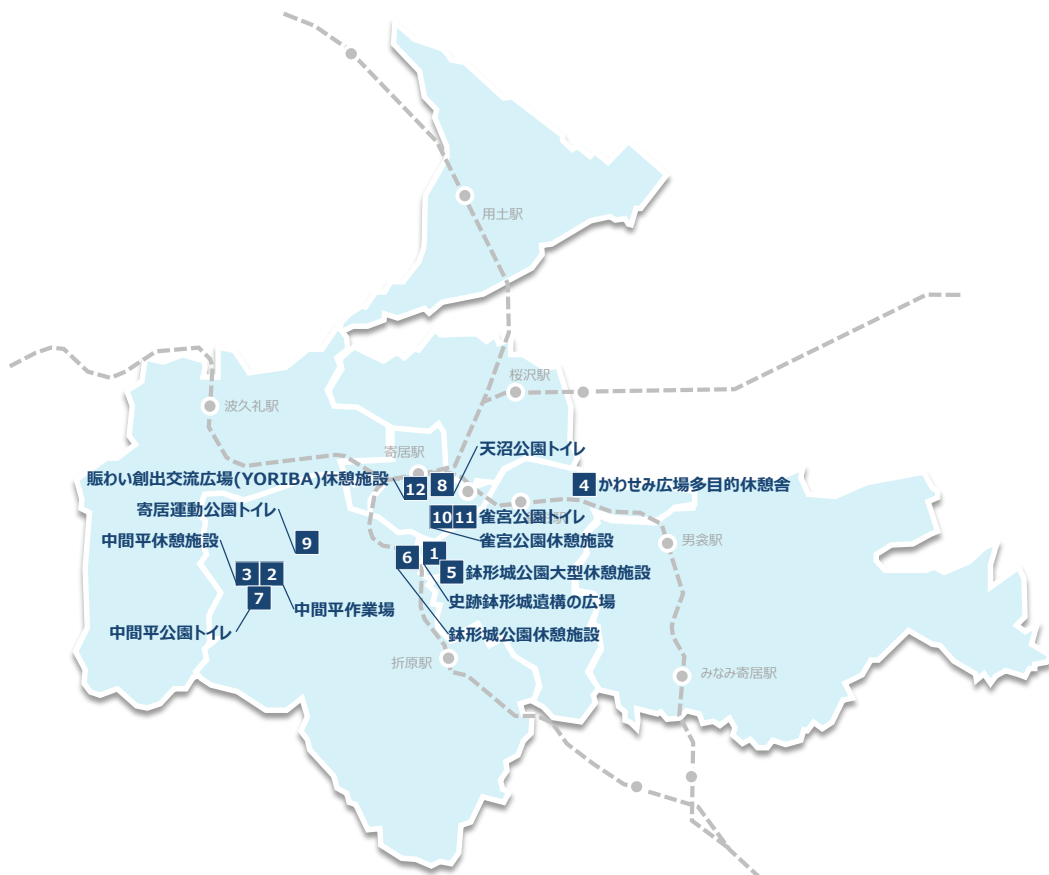 用土駅
桜沢駅
波久礼駅
寄居駅
天沼公園トイレ
賑わい創出交流広場(YORIBA)休憩施設
12
8
4
かわせみ広場多目的休憩舎
寄居運動公園トイレ
10
11
雀宮公園トイレ
中間平休憩施設
9
雀宮公園休憩施設
男衾駅
6
1
3
2
5
鉢形城公園大型休憩施設
7
中間平作業場
史跡鉢形城遺構の広場
中間平公園トイレ
鉢形城公園休憩施設
折原駅
みなみ寄居駅